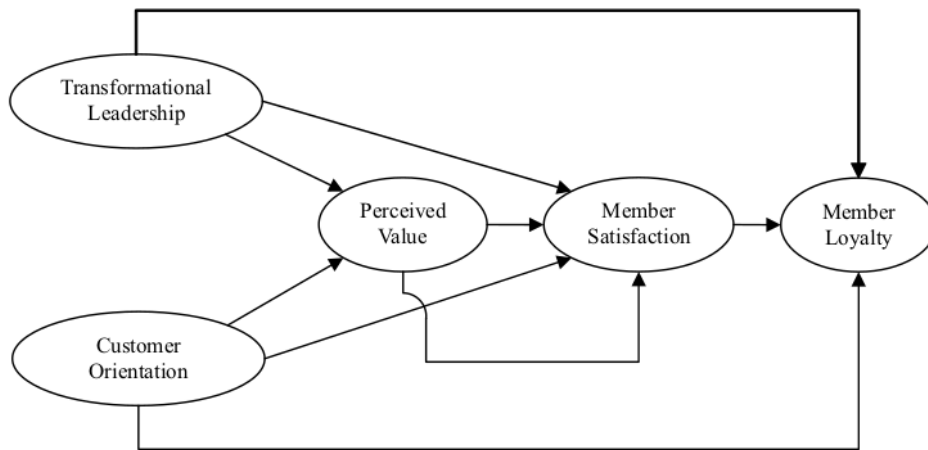 Transformational
Leadership
Perceived
Value
Member
Satisfaction
Member
Loyalty
Customer
Orientation